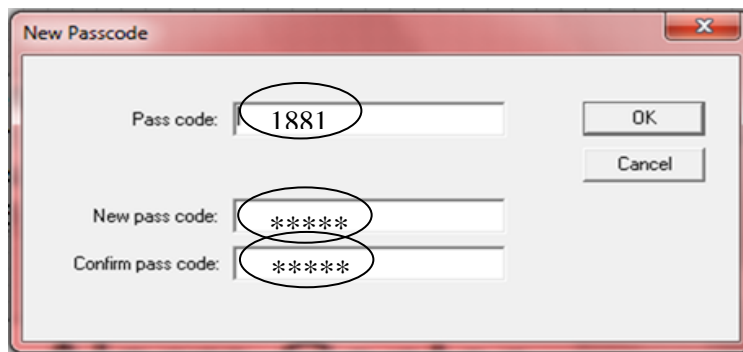 New Passcode
Pass code: 1881
OK
Cancel
New pass code: *****
Confirm pass code: *****